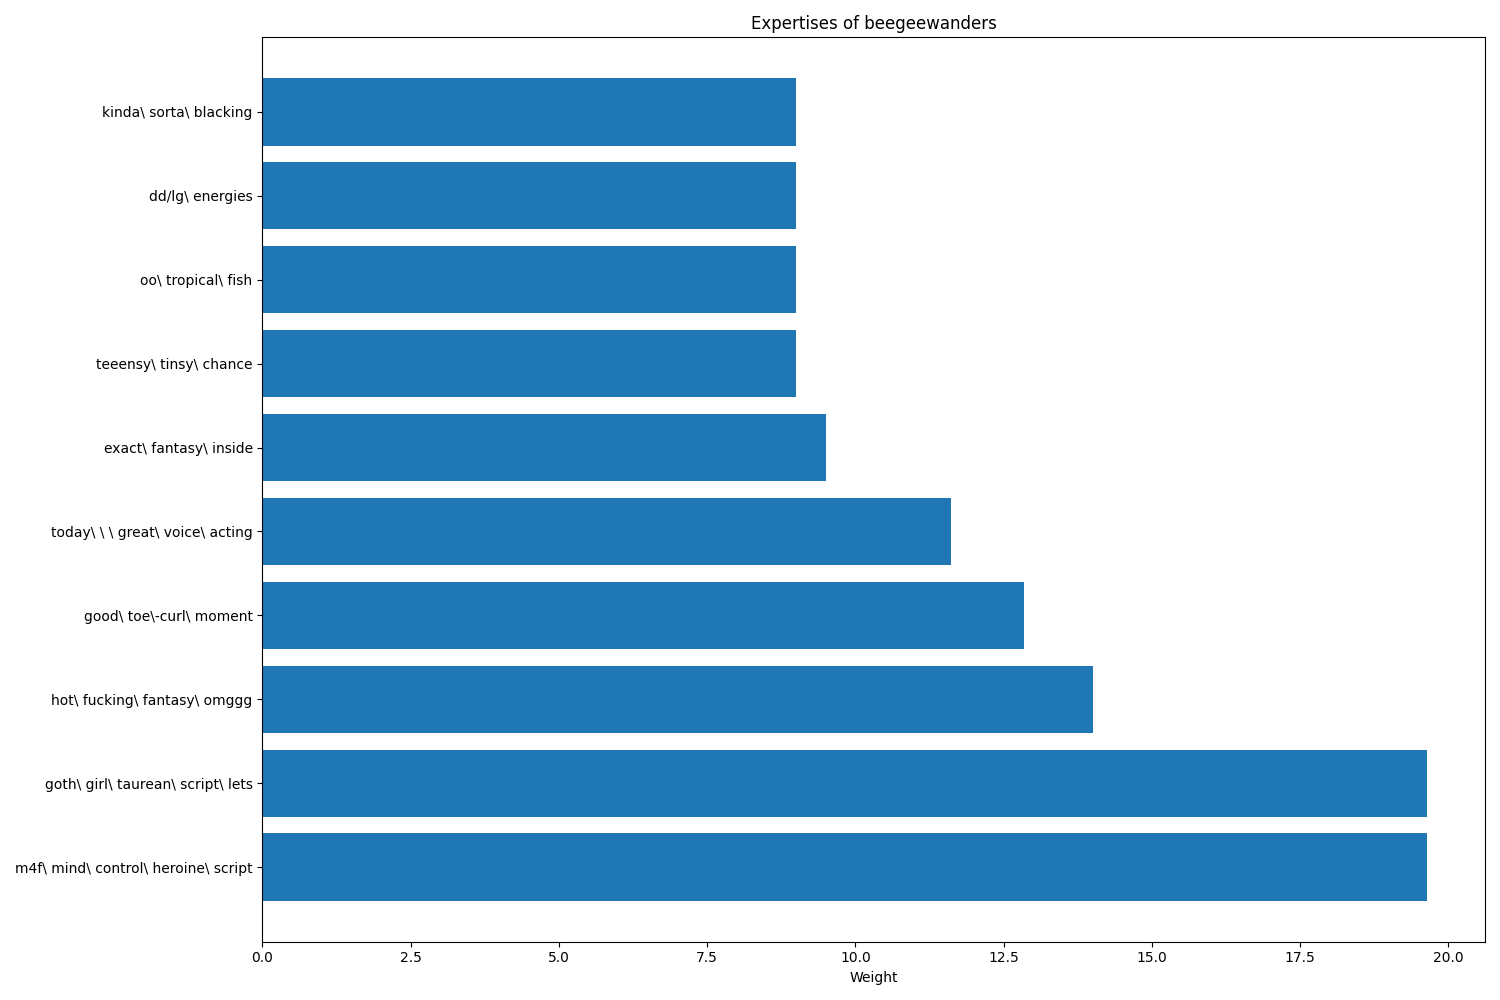 Expertises of beegeewanders
kinda\ sorta\ blacking
dd/lg\ energies
oo\ tropical\ fish
teeensy\ tinsy\ chance
exact\ fantasy\ inside
today\ \ \ great\ voice\ acting
good\ toe\-curl\ moment
hot\ fucking\ fantasy\ omggg
goth\ girl\ taurean\ script\ lets
m4f\ mind\ control\ heroine\ script
0.0 2.5 5.0 7.5 10.0 12.5 15.0 17.5 20.0
Weight